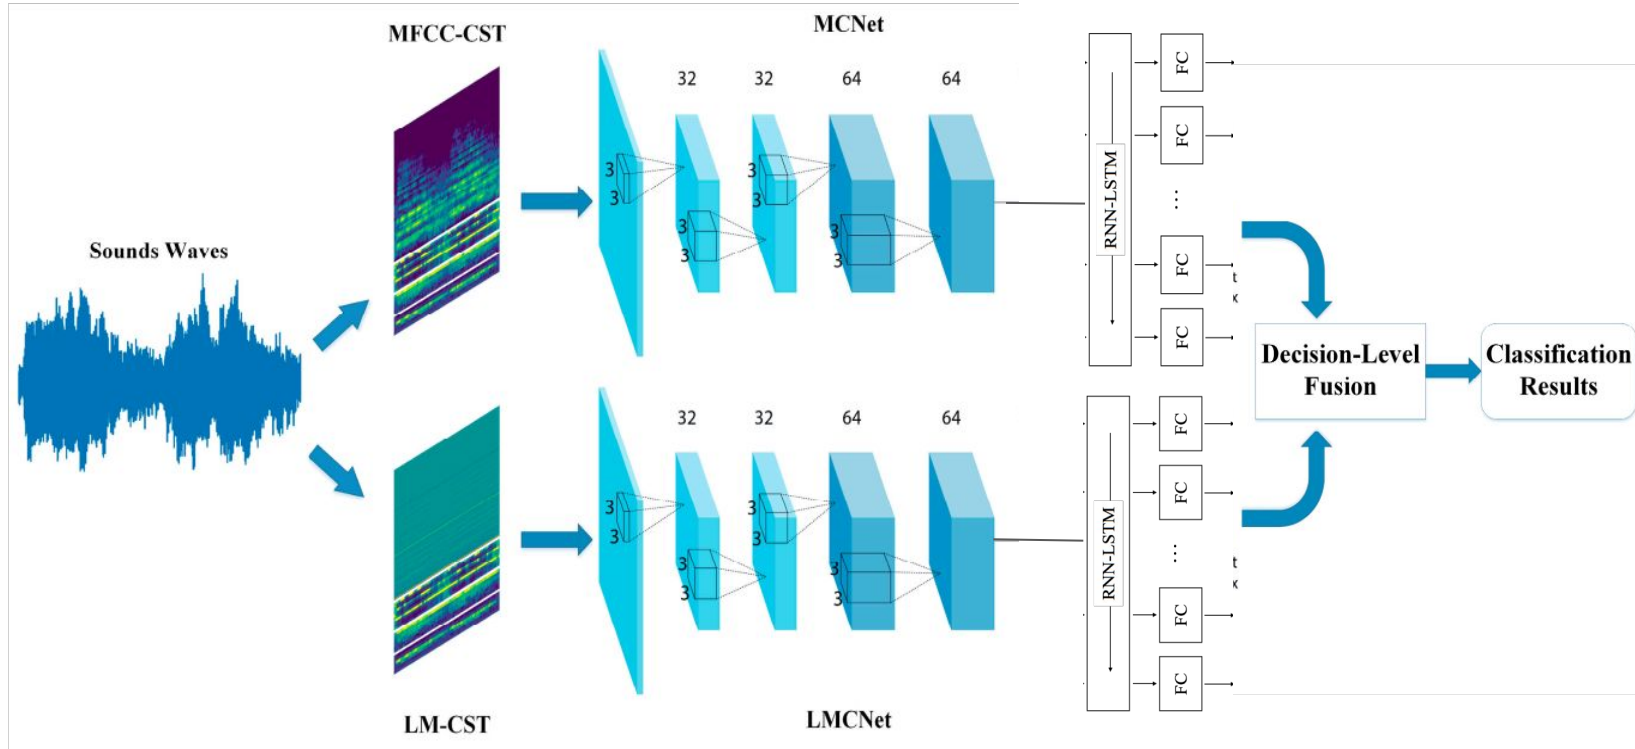 MFCC-CST
MCNet
32
32
64
64
3
3
3
3
3
3
3
3
RNN-LSTM
FC
FC
...
FC
FC
t
x
Sounds Waves
Decision-Level
Fusion
Classification
Results
32
32
64
64
3
3
3
3
3
3
3
3
RNN-LSTM
FC
FC
...
FC
FC
t
x
LM-CST
LMCNet